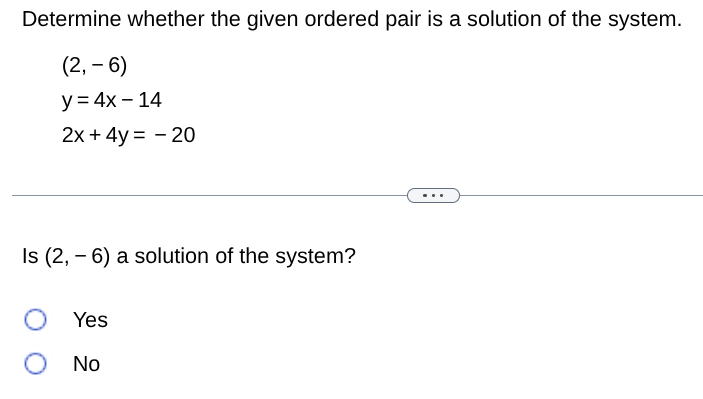 Determine whether the given ordered pair is a solution of the system.
(2, − 6)
y = 4x − 14
2x + 4y = − 20
Is (2, − 6) a solution of the system?
Yes
No